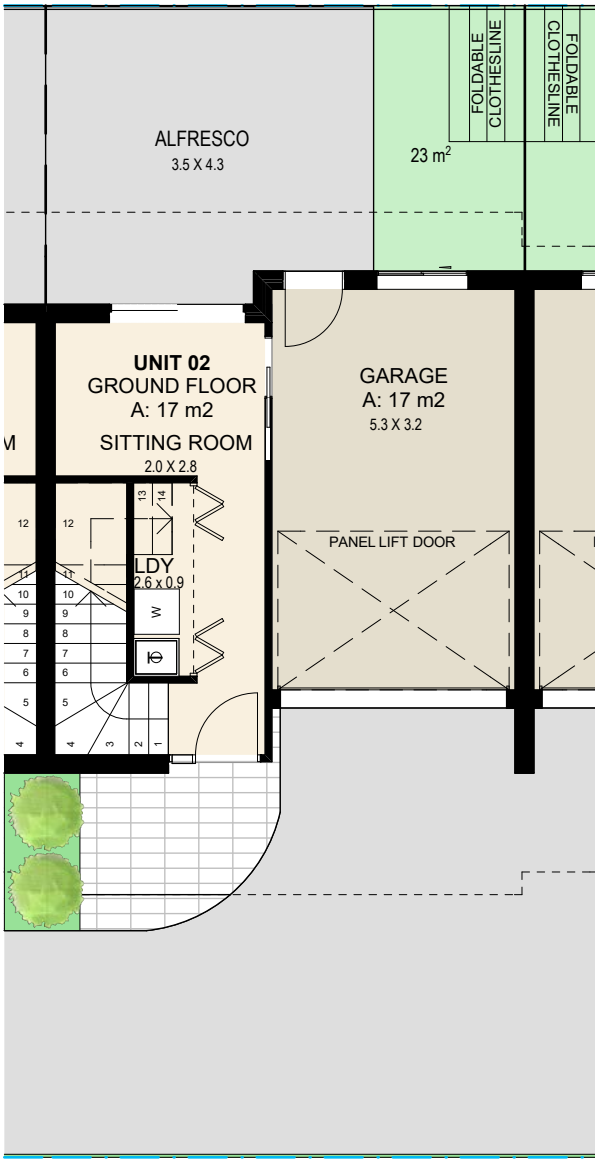 FOLDABLE
CLOTHESLINE
FOLDABLE
CLOTHESLINE
ALFRESCO
3.5 X 4.3
23 m²
UNIT 02
GROUND FLOOR
A: 17 m2
SITTING ROOM
2.0 X 2.8
M
GARAGE
A: 17 m2
5.3 X 3.2
PANEL LIFT DOOR
13
14
12
12
LDY
2.6 x 0.9
11
11
10
10
9
9
8
8
7
7
6
6
5
5
4
4
3
2
1
W